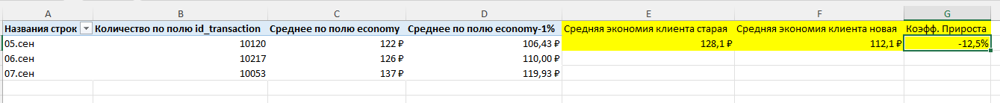 A B C D E F G
Названия строк Количество по полю id_transaction Среднее по полю economy Среднее по полю economy-1% Средняя экономия клиента старая Средняя экономия клиента новая Коэфф. Прироста
05.сен 10120 122 ₽ 106,43 ₽ 128,1 ₽ 112,1 ₽ -12,5%
06.сен 10217 126 ₽ 110,00 ₽
07.сен 10053 137 ₽ 119,93 ₽